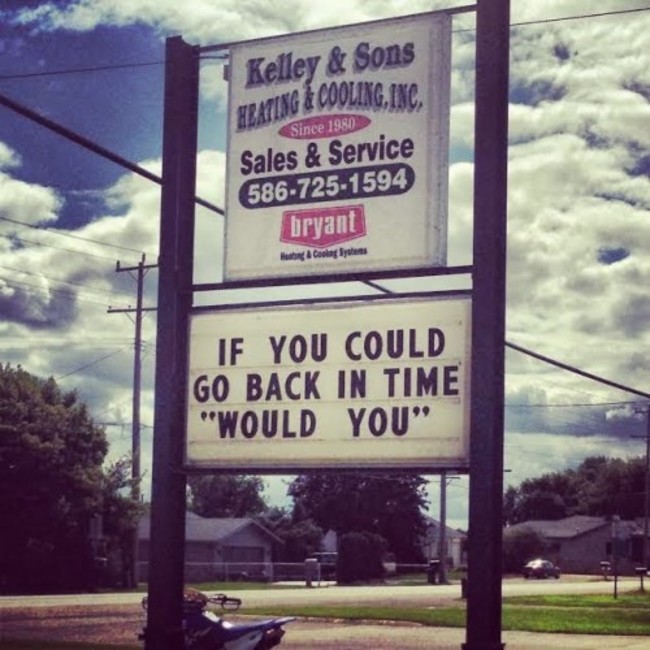 Kelley & Sons
HEATING & COOLING, INC.
Since 1980
Sales & Service
586-725-1594
bryant
Heating & Cooling Systems
IF YOU COULD
GO BACK IN TIME
"WOULD YOU"